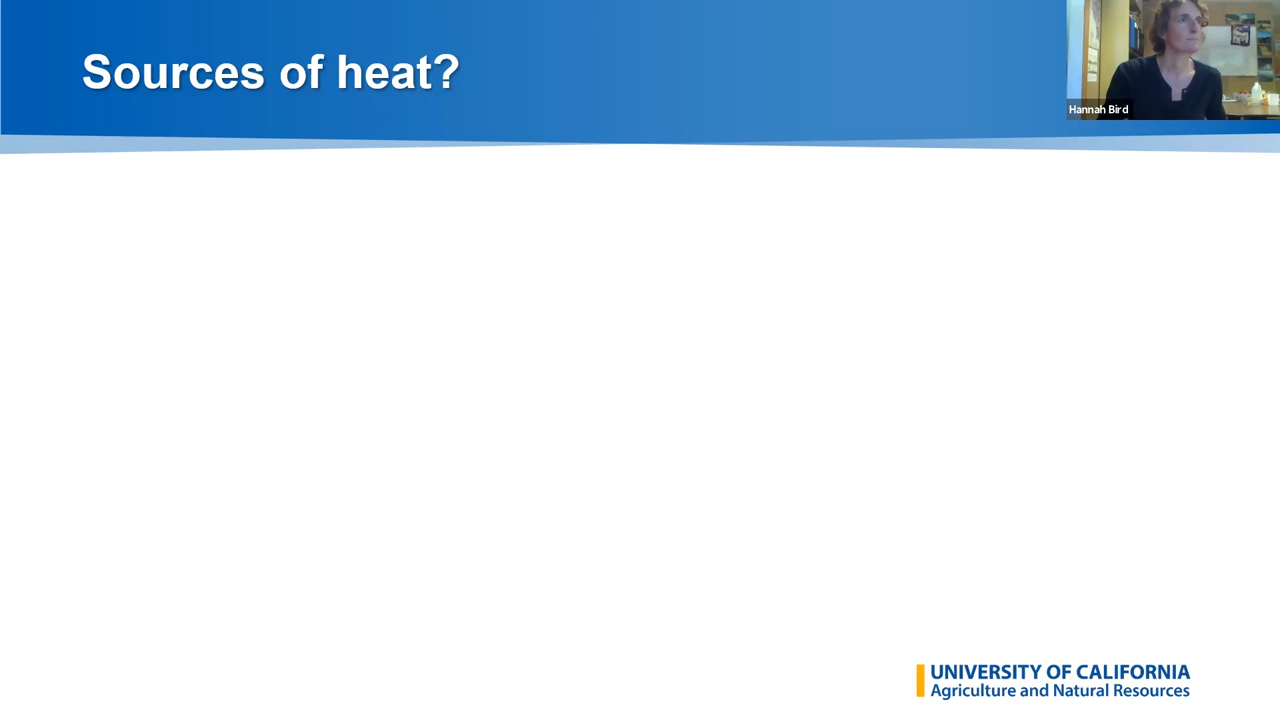 Sources of heat?
Hannah Bird
UNIVERSITY OF CALIFORNIA
Agriculture and Natural Resources